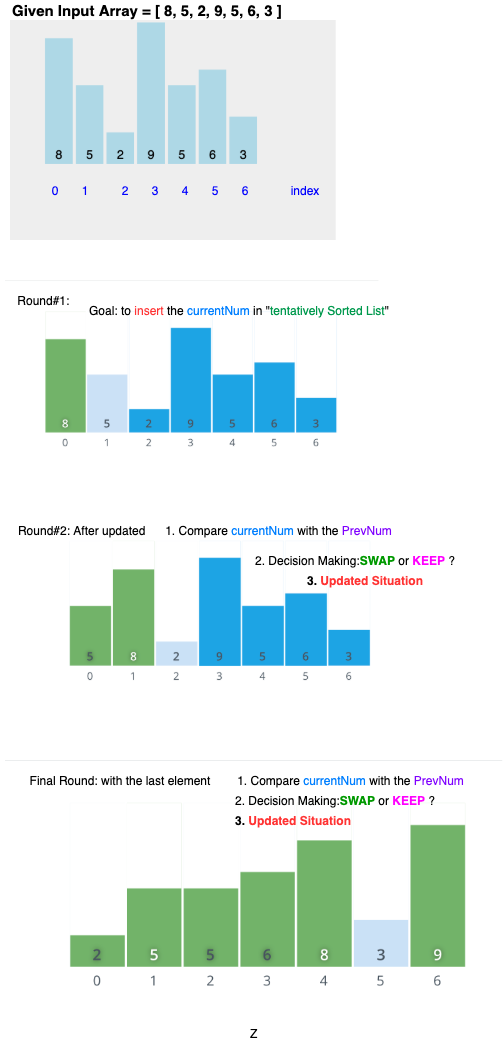 Given Input Array = [ 8, 5, 2, 9, 5, 6, 3 ]
8 5 2 9 5 6 3
0 1 2 3 4 5 6 index
Round#1:
Goal: to insert the currentNum in "tentatively Sorted List"
8 5 2 9 5 6 3
0 1 2 3 4 5 6
Round#2: After updated 1. Compare currentNum with the PrevNum
2. Decision Making:SWAP or KEEP ?
3. Updated Situation
5 8 2 9 5 6 3
0 1 2 3 4 5 6
Final Round: with the last element 1. Compare currentNum with the PrevNum
2. Decision Making:SWAP or KEEP ?
3. Updated Situation
2 5 5 6 8 3 9
0 1 2 3 4 5 6
z